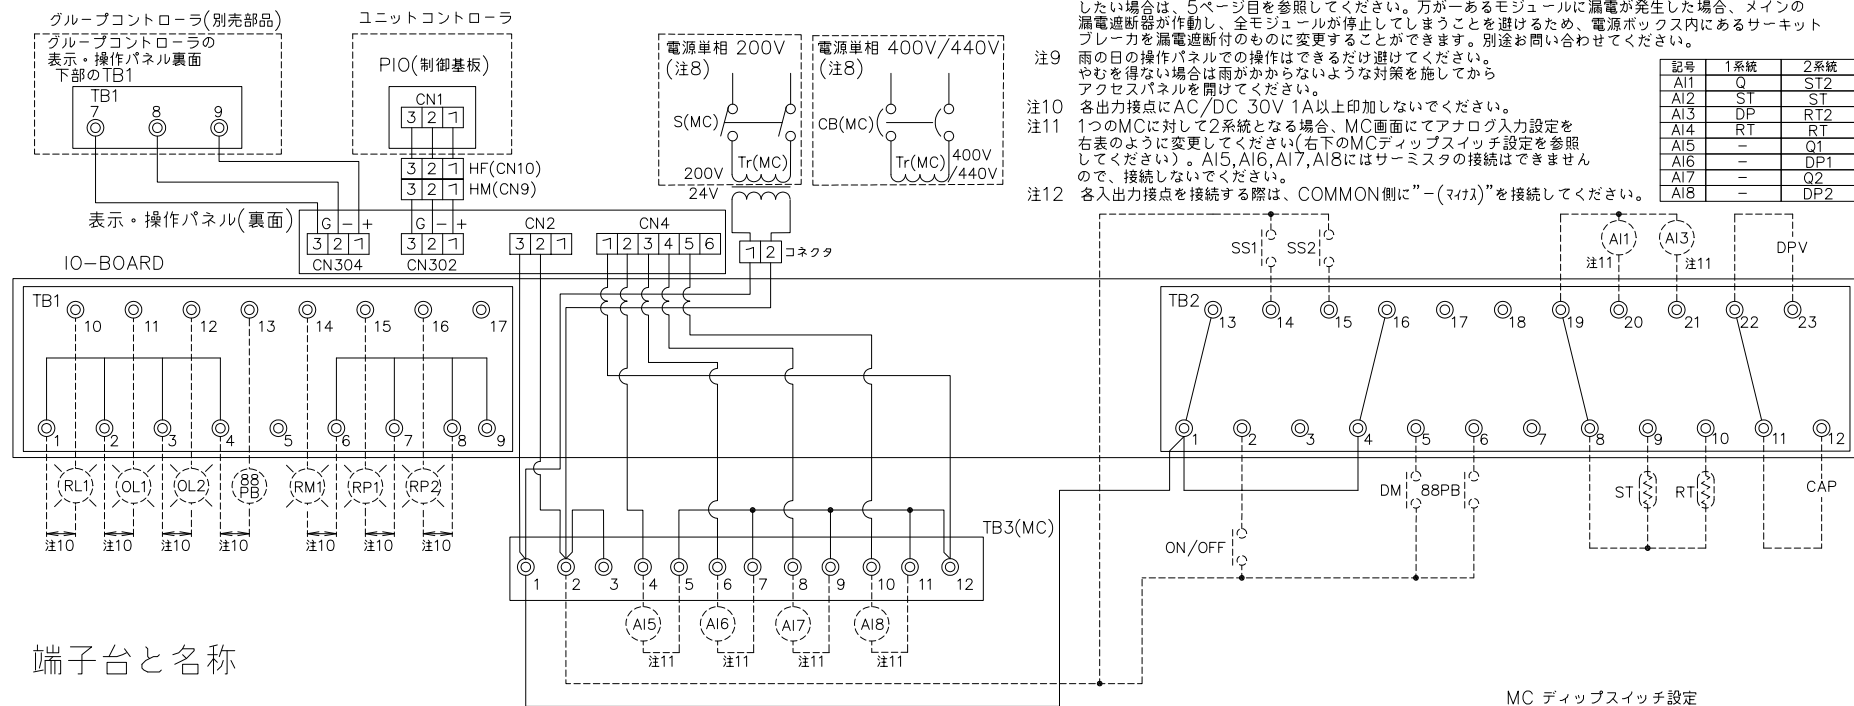 したい場合は、5ページ目を参照してください。万が一あるモジュールに漏電が発生した場合、メインの
漏電遮断器が作動し、全モジュールが停止してしまうことを避けるため、電源ボックス内にあるサーキット
ブレーカを漏電遮断付のものに変更することができます。別途お問い合わせてください。
注9 雨の日の操作パネルでの操作はできるだけ避けてください。
やむを得ない場合は雨がかからないような対策を施してから
アクセスパネルを開けてください。
注10 各出力接点にAC/DC 30V 1A以上印加しないでください。
注11 1つのMCに対して2系統となる場合、MC画面にてアナログ入力設定を
右表のように変更してください(右下のMCディップスイッチ設定を参照
してください)。AI5,AI6,AI7,AI8にはサーミスタの接続はできません
ので、接続しないでください。
注12 各入出力接点を接続する際は、COMMON側に"-(マイナス)"を接続してください。
記号 1系統 2系統
AI1 Q ST2
AI2 ST ST
AI3 DP RT2
AI4 RT RT
AI5 - Q1
AI6 - DP1
AI7 - Q2
AI8 - DP2
グループコントローラ(別売部品)
グループコントローラの
表示・操作パネル裏面
下部のTB1
TB1
7 8 9
ユニットコントローラ
PIO(制御基板)
CN1
3 2 1
3 2 1 HF(CN10)
3 2 1 HM(CN9)
電源単相 200V
(注8)
S(MC)
Tr(MC)
200V
24V
電源単相 400V/440V
(注8)
CB(MC)
Tr(MC)
400V
/440V
表示・操作パネル(裏面)
G - +
3 2 1
CN304
G - +
3 2 1
CN302
CN2
3 2 1
CN4
1 2 3 4 5 6
1 2 コネクタ
IO-BOARD
TB1
10 11 12 13 14 15 16 17
1 2 3 4 5 6 7 8 9
RL1 OL1 OL2 88PB RM1 RP1 RP2
注10 注10 注10 注10 注10 注10 注10
TB3(MC)
1 2 3 4 5 6 7 8 9 10 11 12
AI5 AI6 AI7 AI8
注11 注11 注11 注11
SS1 SS2 AI1 AI3 DPV
注11 注11
TB2
13 14 15 16 17 18 19 20 21 22 23
1 2 3 4 5 6 7 8 9 10 11 12
DM 88PB ST RT CAP
ON/OFF
端子台と名称
MC ディップスイッチ設定